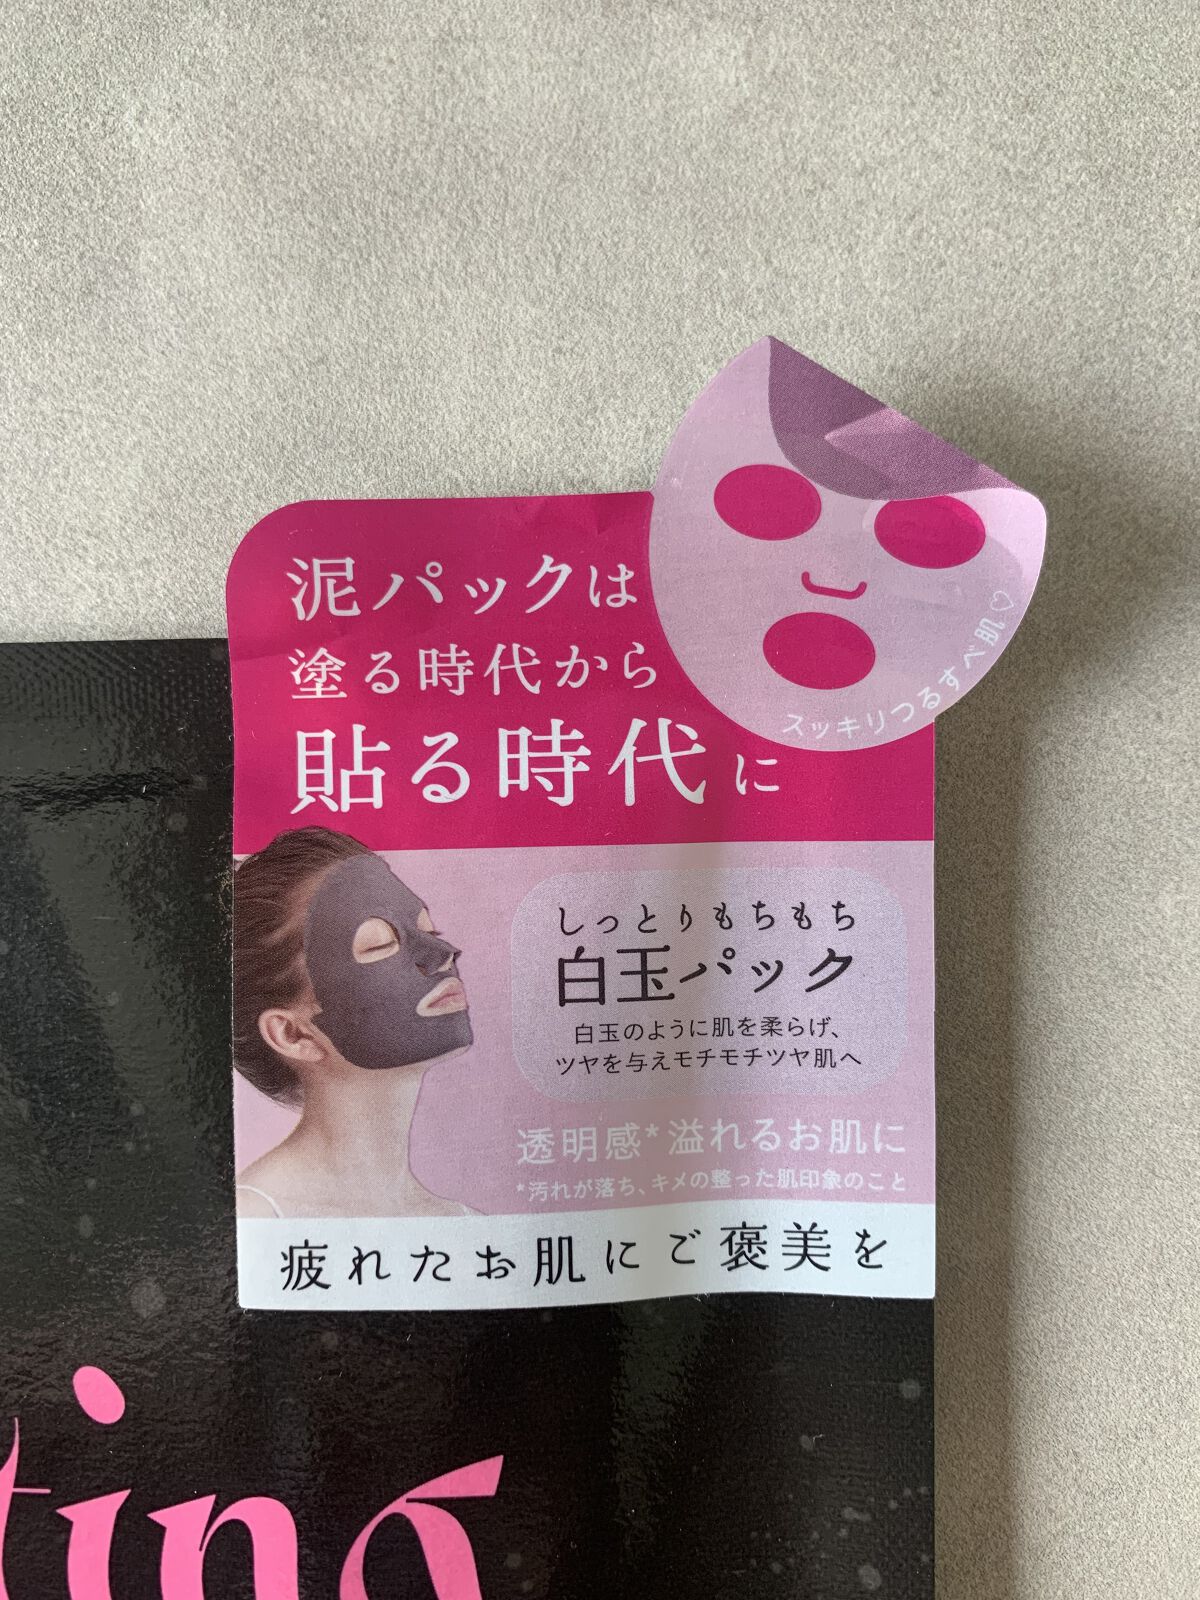 泥パックは
塗る時代から
貼る時代に
スッキリつるすべ肌♡
しっとりもちもち
白玉パック
白玉のように肌を柔らげ、
ツヤを与えモチモチツヤ肌へ
透明感*溢れるお肌に
*汚れが落ち、キメの整った肌印象のこと
疲れたお肌にご褒美を
ting